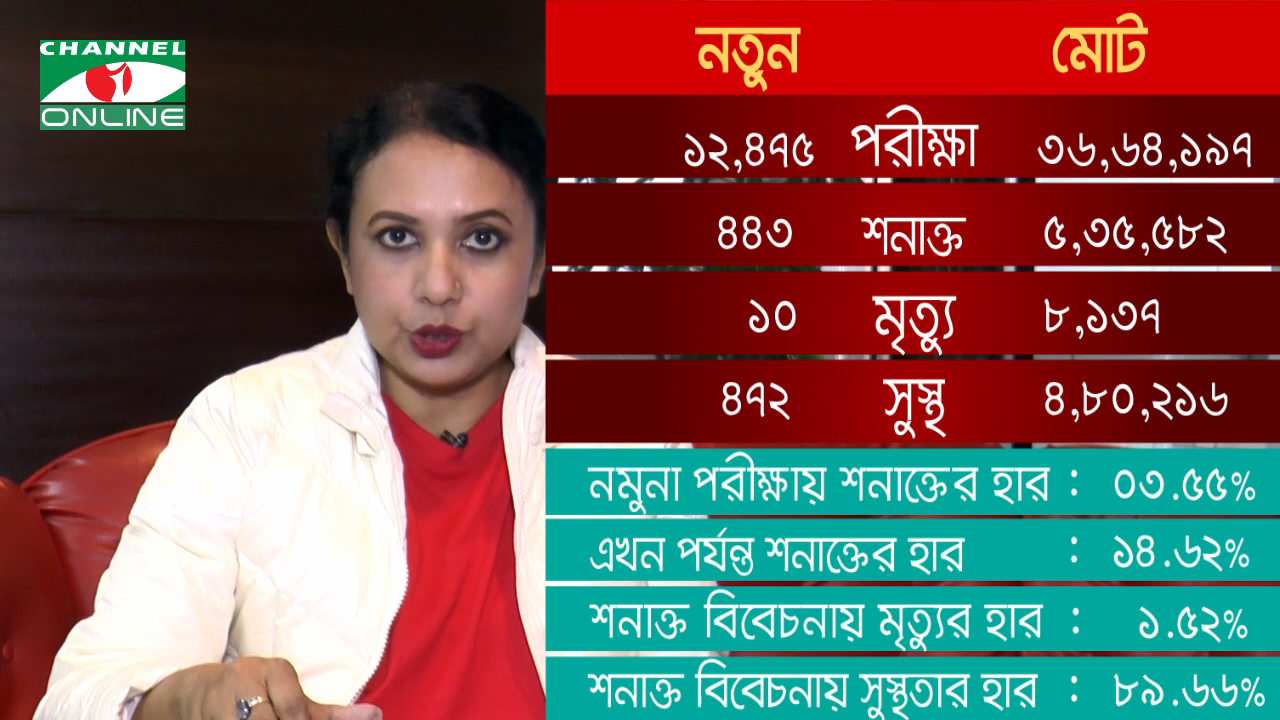 CHANNEL
ONLINE
নতুন মোট
১২,৪৭৫ পরীক্ষা ৩৬,৬৪,১৯৭
৪৪৩ শনাক্ত ৫,৩৫,৫৮২
১০ মৃত্যু ৮,১৩৭
৪৭২ সুস্থ ৪,৮০,২১৬
নমুনা পরীক্ষায় শনাক্তের হার : ০৩.৫৫%
এখন পর্যন্ত শনাক্তের হার : ১৪.৬২%
শনাক্ত বিবেচনায় মৃত্যুর হার : ১.৫২%
শনাক্ত বিবেচনায় সুস্থতার হার : ৮৯.৬৬%